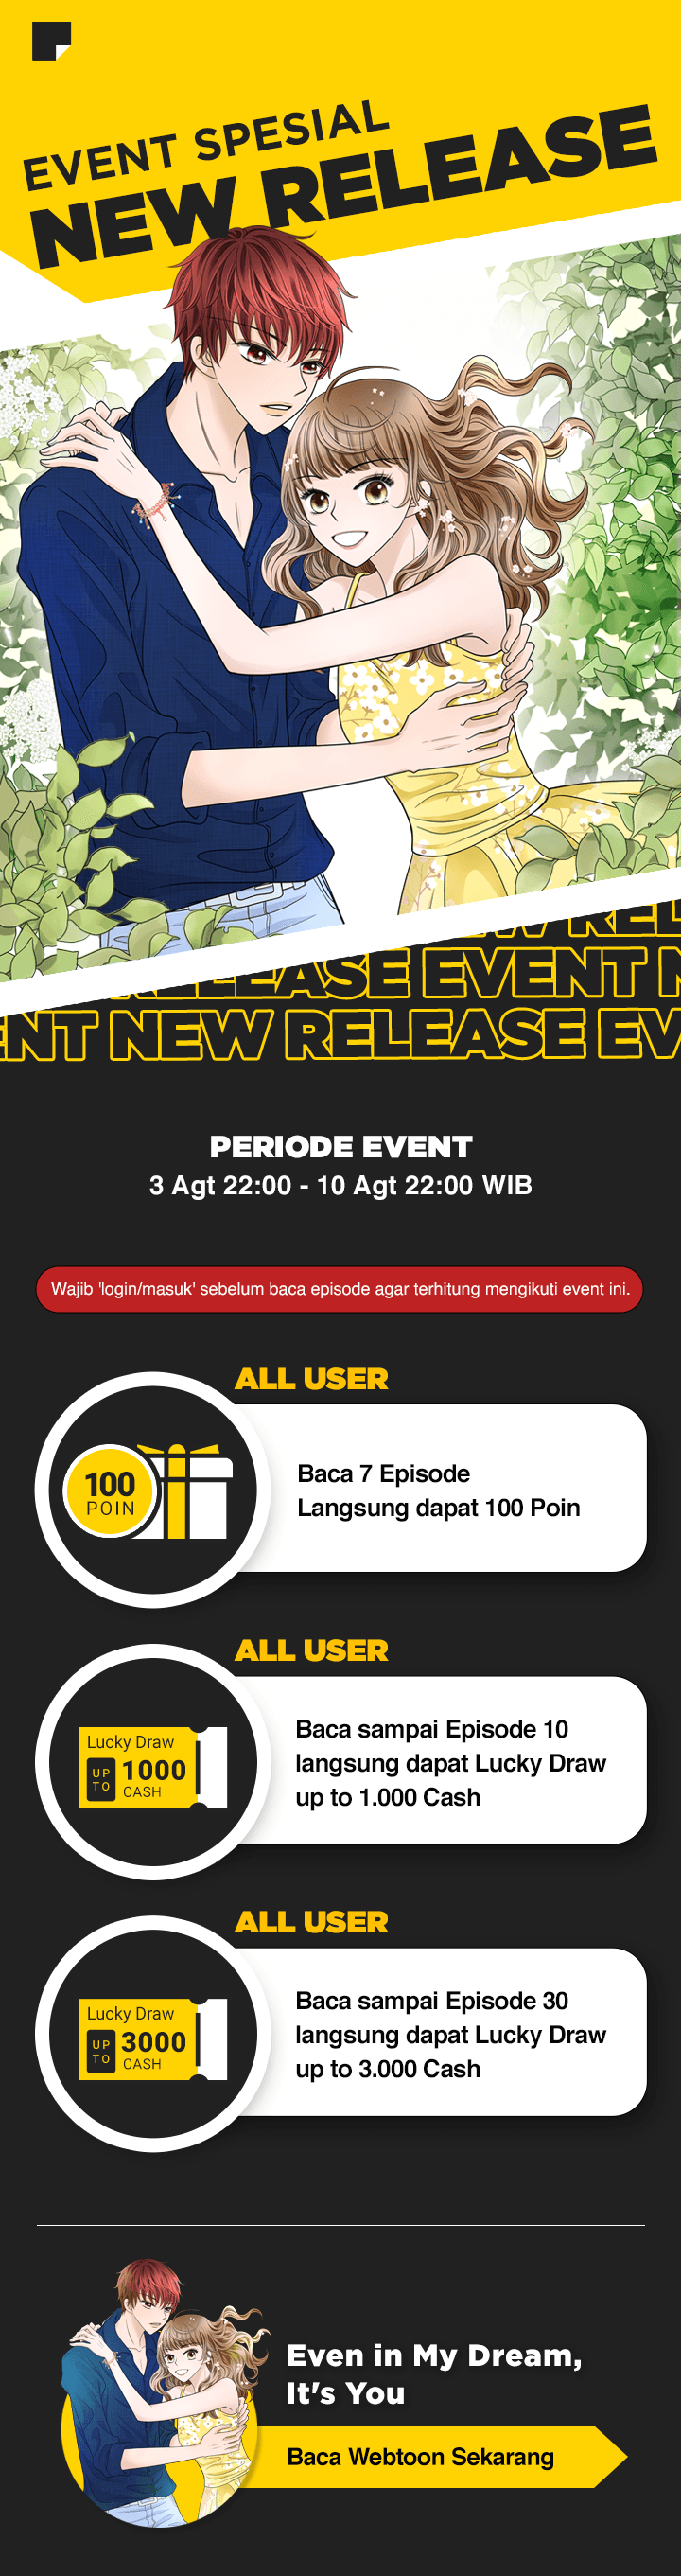 EVENT SPESIAL
NEW RELEASE
NEW REL
RELEASE EVENT N
ENT NEW RELEASE EV
PERIODE EVENT
3 Agt 22:00 - 10 Agt 22:00 WIB
Wajib 'login/masuk' sebelum baca episode agar terhitung mengikuti event ini.
ALL USER
100
POIN
Baca 7 Episode
Langsung dapat 100 Poin
ALL USER
Lucky Draw
UP TO
1000
CASH
Baca sampai Episode 10
langsung dapat Lucky Draw
up to 1.000 Cash
ALL USER
Lucky Draw
UP TO
3000
CASH
Baca sampai Episode 30
langsung dapat Lucky Draw
up to 3.000 Cash
Even in My Dream,
It's You
Baca Webtoon Sekarang